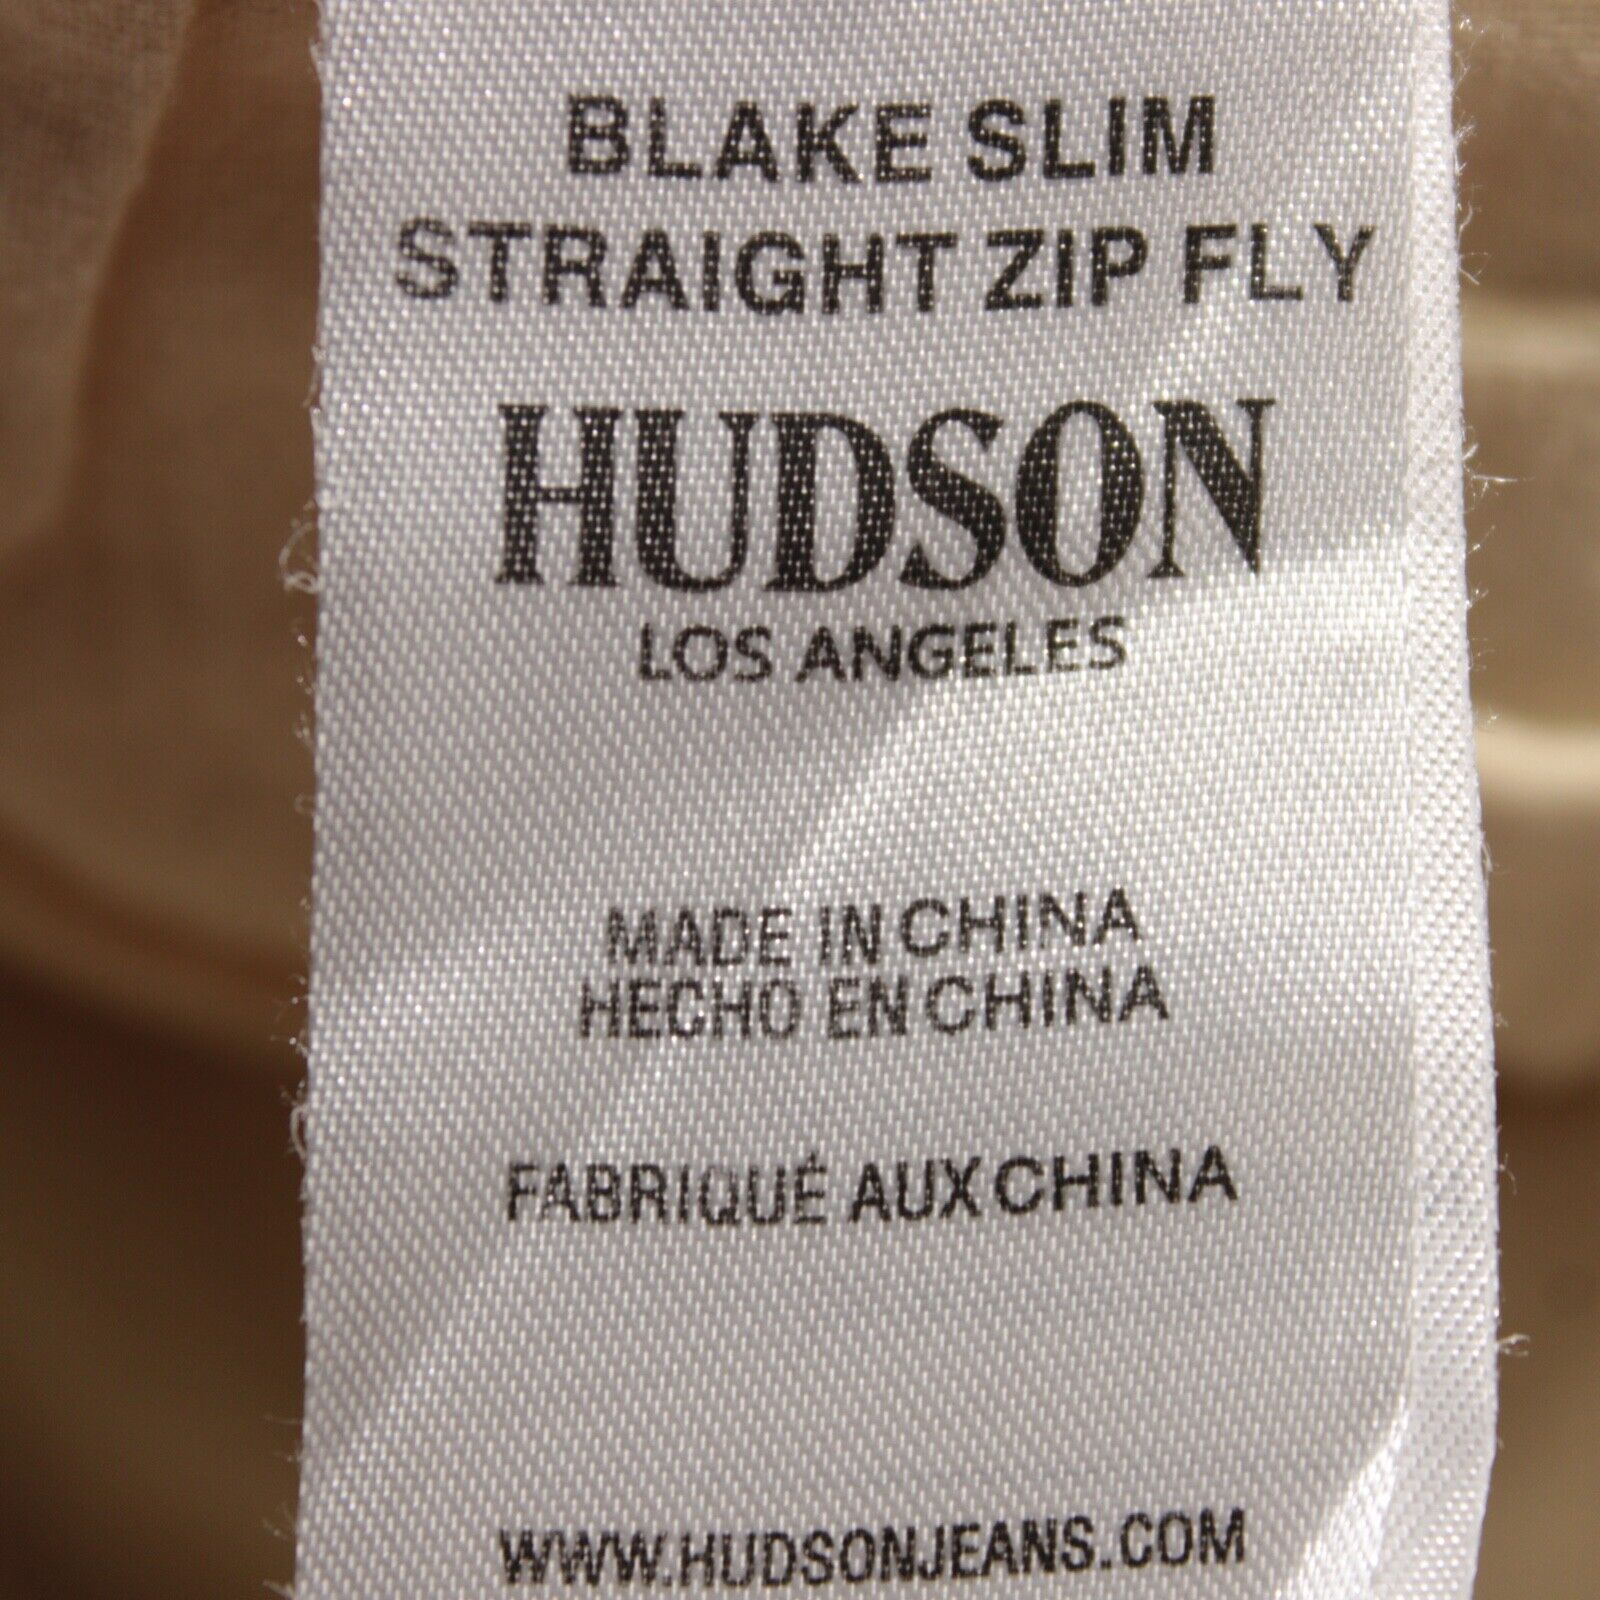 BLAKE SLIM
STRAIGHT ZIP FLY
HUDSON
LOS ANGELES
MADE IN CHINA
HECHO EN CHINA
FABRIQUÉ AUX CHINA
WWW.HUDSONJEANS.COM